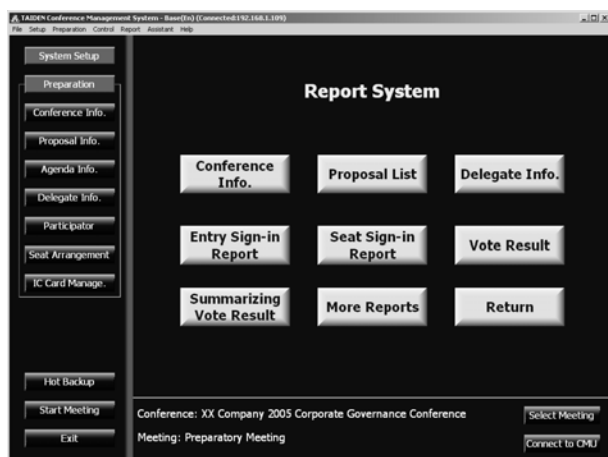 TAIDEN Conference Management System - Base(En) (Connected:192.168.1.109)
File Setup Preparation Control Report Assistant Help
System Setup
Preparation
Conference Info.
Proposal Info.
Agenda Info.
Delegate Info.
Participator
Seat Arrangement
IC Card Manage.
Hot Backup
Start Meeting
Exit
Report System
Conference
Info.
Proposal List
Delegate Info.
Entry Sign-in
Report
Seat Sign-in
Report
Vote Result
Summarizing
Vote Result
More Reports
Return
Conference: XX Company 2005 Corporate Governance Conference
Meeting: Preparatory Meeting
Select Meeting
Connect to CMU